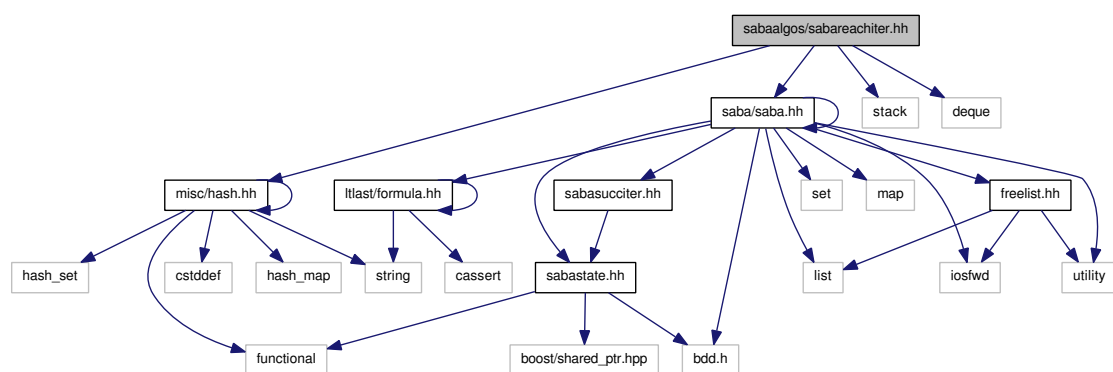 sabaalgos/sabareachiter.hh
saba/saba.hh
stack
deque
misc/hash.hh
ltlast/formula.hh
sabasucciter.hh
set
map
freelist.hh
hash_set
cstddef
hash_map
string
cassert
sabastate.hh
list
iosfwd
utility
functional
boost/shared_ptr.hpp
bdd.h